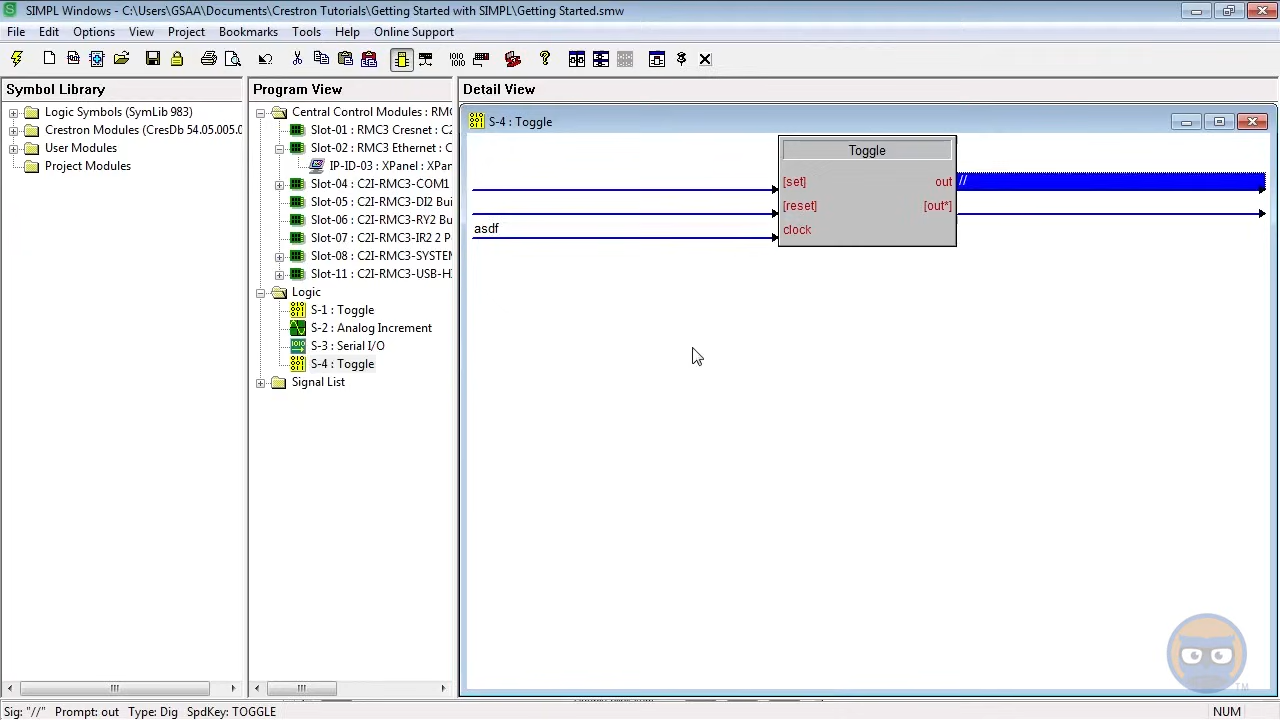 SIMPL Windows - C:\Users\GSAA\Documents\Crestron Tutorials\Getting Started with SIMPL\Getting Started.smw
File Edit Options View Project Bookmarks Tools Help Online Support
Symbol Library
Logic Symbols (SymLib 983)
Crestron Modules (CresDb 54.05.005.0
User Modules
Project Modules
Program View
Central Control Modules : RMC
Slot-01 : RMC3 Cresnet : C2
Slot-02 : RMC3 Ethernet : C
IP-ID-03 : XPanel : XPar
Slot-04 : C2I-RMC3-COM1
Slot-05 : C2I-RMC3-DI2 Bui
Slot-06 : C2I-RMC3-RY2 Bu
Slot-07 : C2I-RMC3-IR2 2 P
Slot-08 : C2I-RMC3-SYSTEM
Slot-11 : C2I-RMC3-USB-HI
Logic
S-1 : Toggle
S-2 : Analog Increment
S-3 : Serial I/O
S-4 : Toggle
Signal List
Detail View
S-4 : Toggle
Toggle
[set] out //
[reset] [out*]
asdf clock
Sig: "//" Prompt: out Type: Dig SpdKey: TOGGLE
NUM
TM